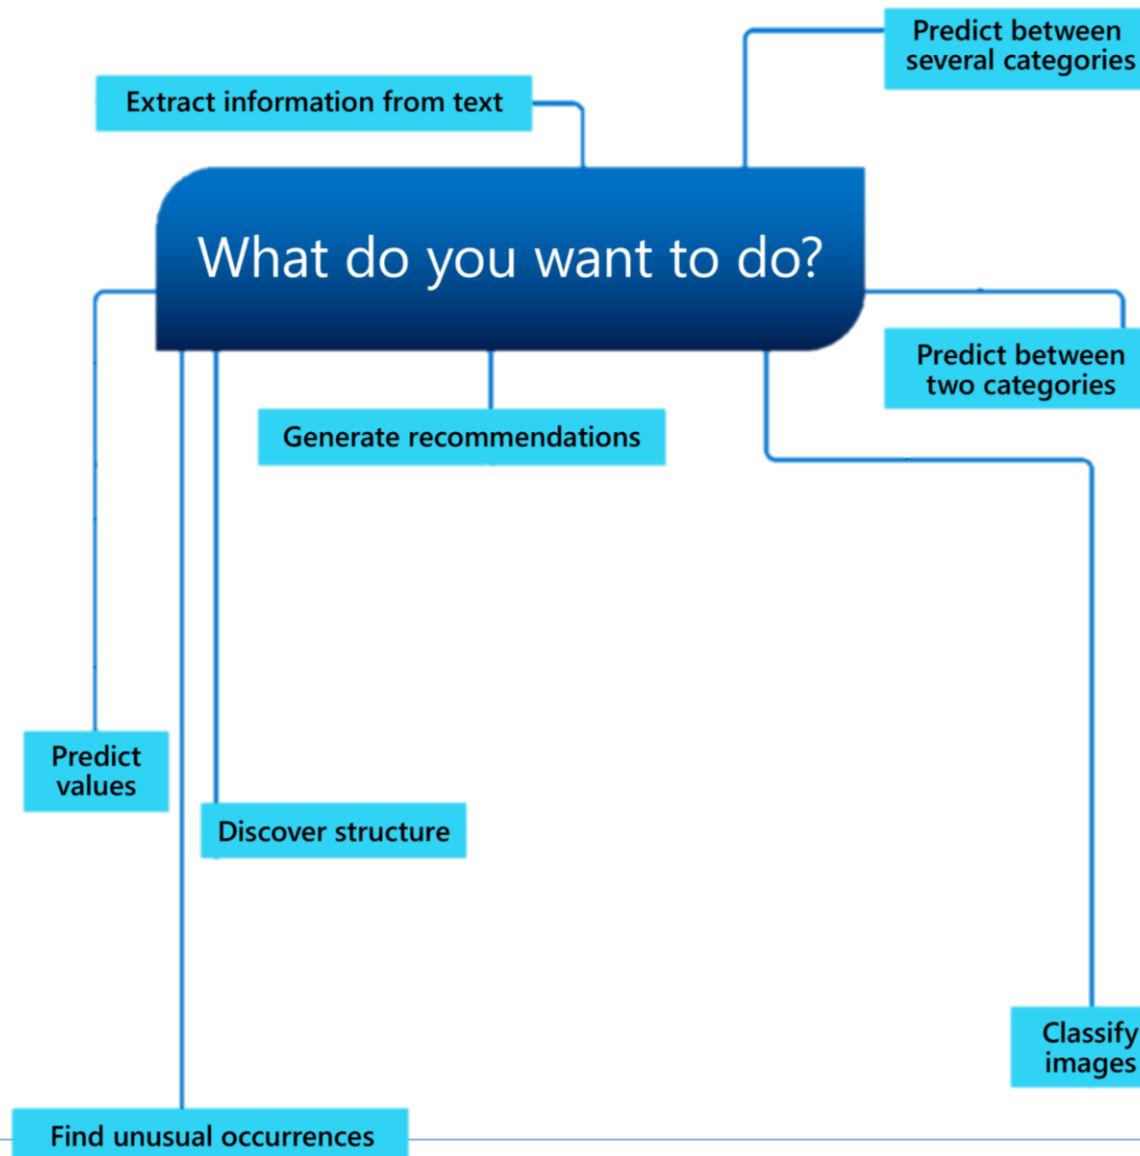 Predict between
several categories
Extract information from text
What do you want to do?
Predict between
two categories
Generate recommendations
Predict
values
Discover structure
Classify
images
Find unusual occurrences